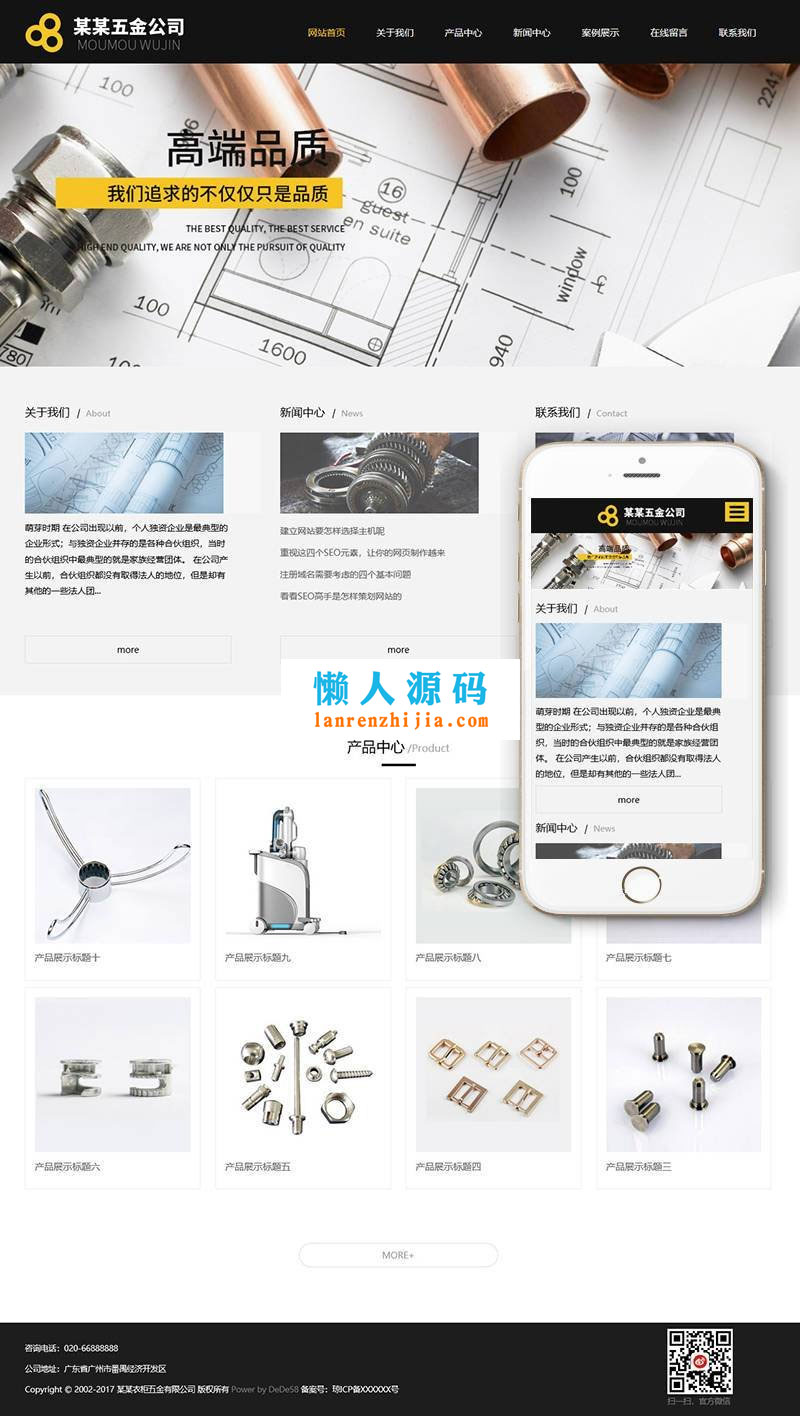 某某五金公司
MOUMOU WUJIN
网站首页 关于我们 产品中心 新闻中心 案例展示 在线留言 联系我们
高端品质
我们追求的不仅仅只是品质
THE BEST QUALITY, THE BEST SERVICE
HIGH END QUALITY, WE ARE NOT ONLY THE PURSUIT OF QUALITY
100
16
guest
en suite
100
window
2241
100
1600
940
780
100
关于我们 / About
萌芽时期 在公司出现以前，个人独资企业是最典型的
企业形式；与独资企业并存的是各种合伙组织，当时
的合伙组织中最典型的就是家族经营团体。 在公司产
生以前，合伙组织都没有取得法人的地位，但是却有
其他的一些法人团...
more
新闻中心 / News
建立网站要怎样选择主机呢
重视这四个SEO元素，让你的网页制作越来
注册域名需要考虑的四个基本问题
看看SEO高手是怎样策划网站的
more
联系我们 / Contact
某某五金公司
MOUMOU WUJIN
高端品质
关于我们 / About
萌芽时期 在公司出现以前，个人独资企业是最典
型的企业形式；与独资企业并存的是各种合伙组
织，当时的合伙组织中最典型的就是家族经营团
体。 在公司产生以前，合伙组织都没有取得法人
的地位，但是却有其他的一些法人团...
more
新闻中心 / News
懒人源码
lanrenzhijia.com
产品中心 /Product
产品展示标题十
产品展示标题九
产品展示标题八
产品展示标题七
产品展示标题六
产品展示标题五
产品展示标题四
产品展示标题三
MORE+
咨询电话：020-66888888
公司地址：广东省广州市番禺经济开发区
Copyright © 2002-2017 某某衣柜五金有限公司 版权所有 Power by DeDe58 备案号：琼ICP备XXXXXX号
扫一扫，官方微信